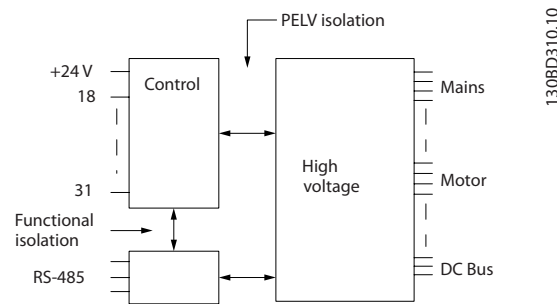 PELV isolation
+24 V
18
31
Control
High
voltage
Mains
Motor
DC Bus
Functional
isolation
RS-485
130BD310.10